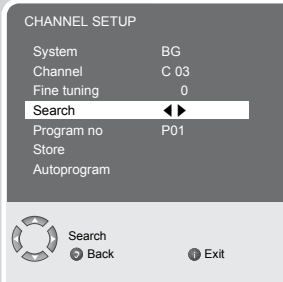 CHANNEL SETUP
System BG
Channel C 03
Fine tuning 0
Search
Program no P01
Store
Autoprogram
Search
Back Exit